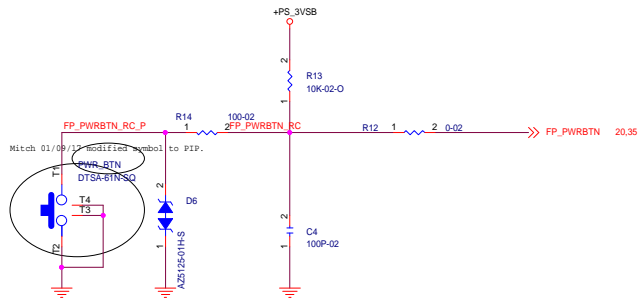 +PS_3VSB
2
R13
10K-02-O
1
R14
100-02
FP_PWRBTN_RC_P
1
2
FP_PWRBTN_RC
R12
1
2
0-02
FP_PWRBTN
20,35
Mitch 01/09/17 modified symbol to PIP.
PWR_BTN
DTSA-61N-SQ
T1
T4
T3
T2
2
D6
1
AZ5125-01H-S
2
C4
100P-02
1